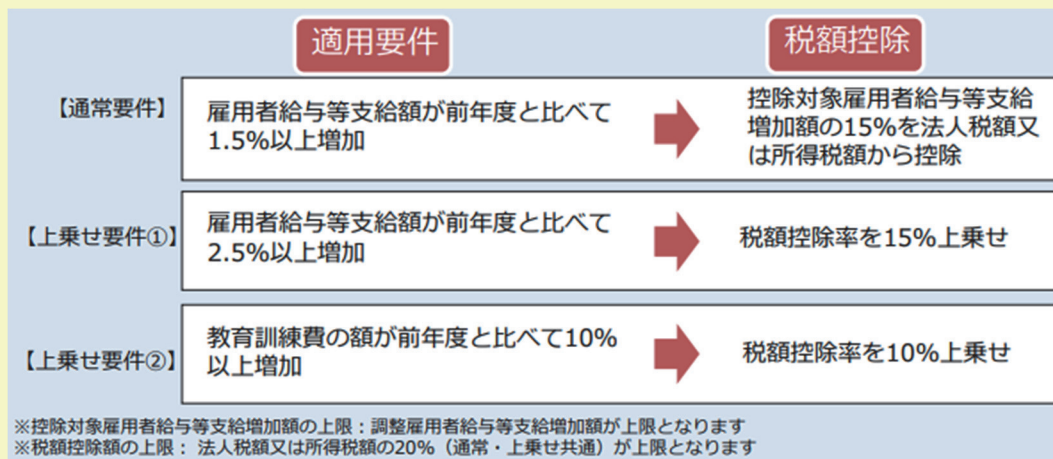 適用要件
税額控除
【通常要件】
雇用者給与等支給額が前年度と比べて
1.5%以上増加
控除対象雇用者給与等支給
増加額の15%を法人税額又
は所得税額から控除
【上乗せ要件①】
雇用者給与等支給額が前年度と比べて
2.5%以上増加
税額控除率を15%上乗せ
【上乗せ要件②】
教育訓練費の額が前年度と比べて10%
以上増加
税額控除率を10%上乗せ
※控除対象雇用者給与等支給増加額の上限：調整雇用者給与等支給増加額が上限となります
※税額控除額の上限： 法人税額又は所得税額の20%（通常・上乗せ共通）が上限となります